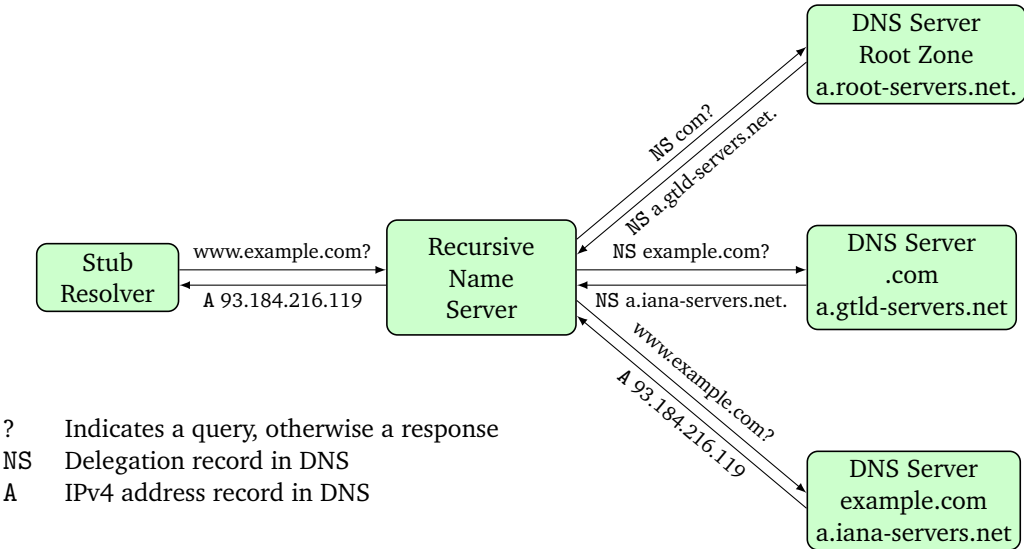 DNS Server
Root Zone
a.root-servers.net.
NS com?
NS a.gtld-servers.net.
Stub
Resolver
www.example.com?
A 93.184.216.119
Recursive
Name
Server
NS example.com?
NS a.iana-servers.net.
DNS Server
.com
a.gtld-servers.net
www.example.com?
A 93.184.216.119
DNS Server
example.com
a.iana-servers.net
? Indicates a query, otherwise a response
NS Delegation record in DNS
A IPv4 address record in DNS